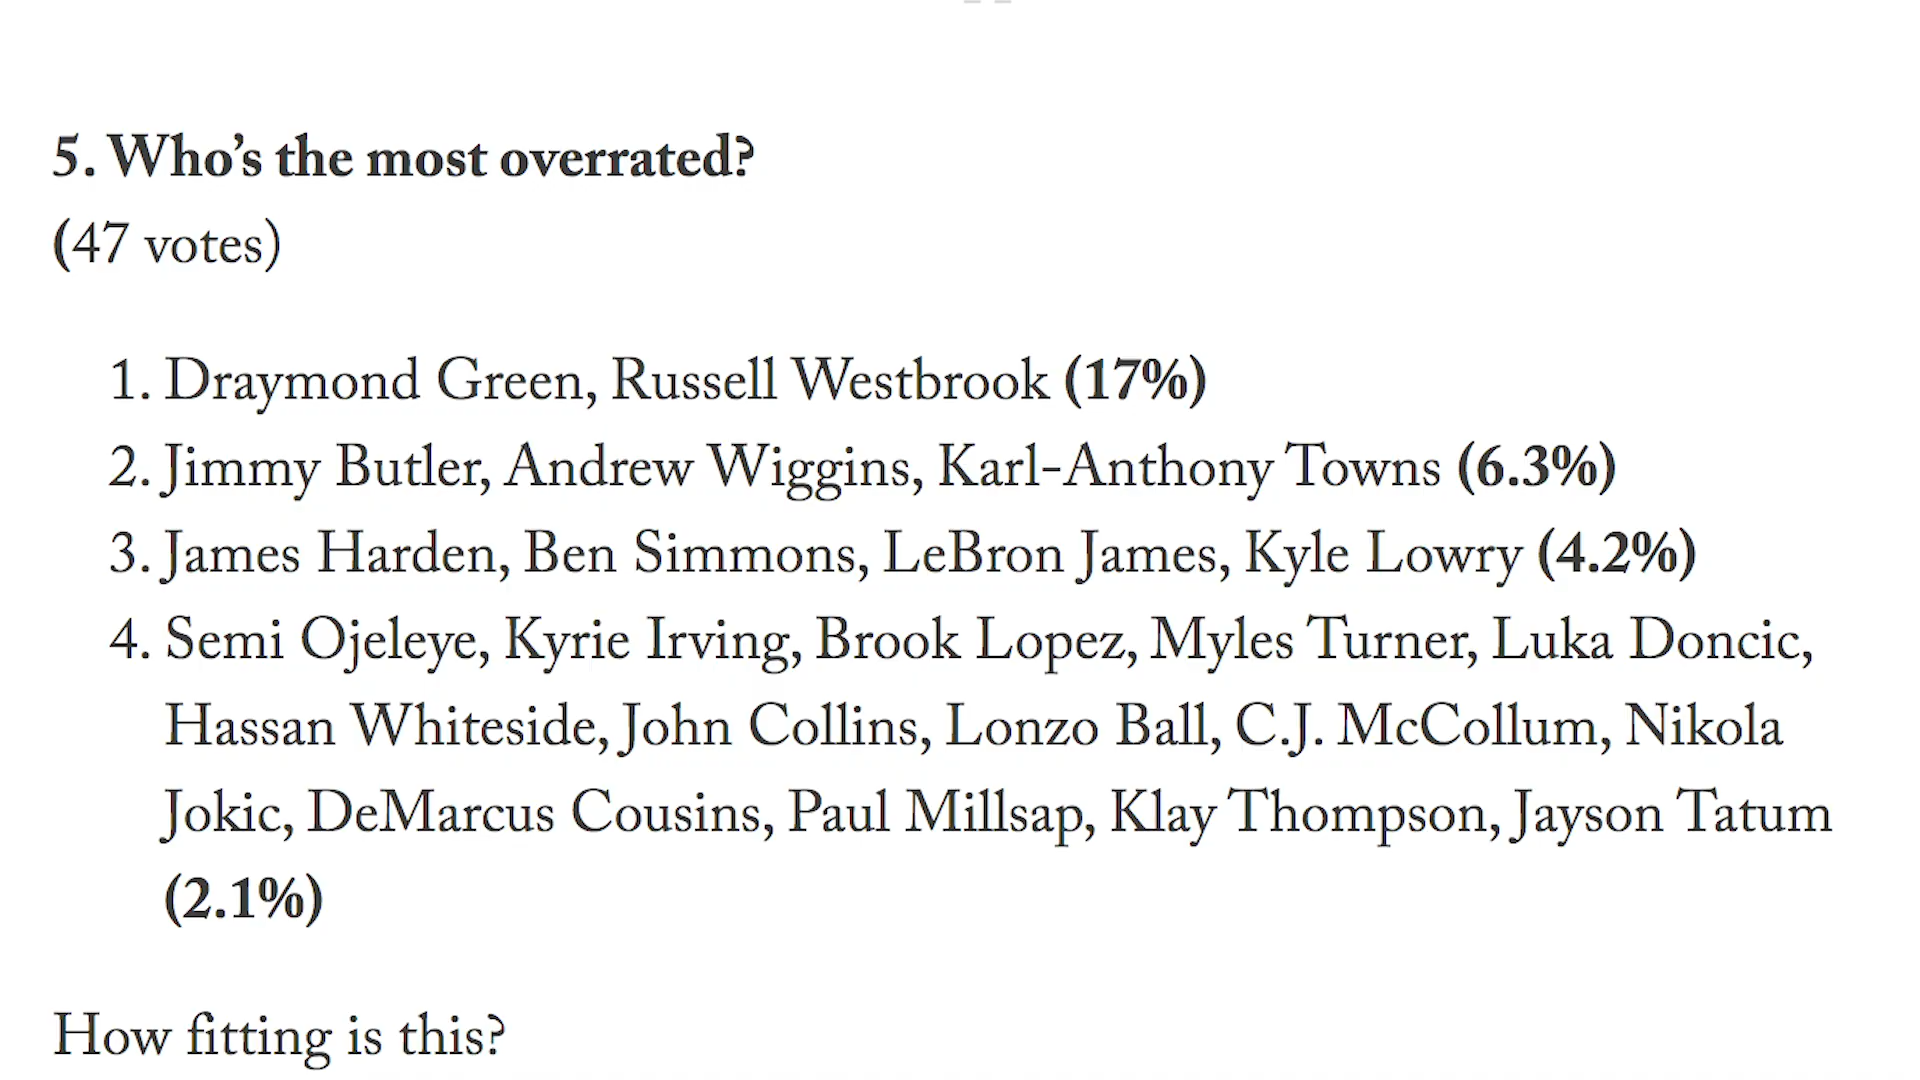 5. Who’s the most overrated?
(47 votes)
1. Draymond Green, Russell Westbrook (17%)
2. Jimmy Butler, Andrew Wiggins, Karl-Anthony Towns (6.3%)
3. James Harden, Ben Simmons, LeBron James, Kyle Lowry (4.2%)
4. Semi Ojeleye, Kyrie Irving, Brook Lopez, Myles Turner, Luka Doncic,
Hassan Whiteside, John Collins, Lonzo Ball, C.J. McCollum, Nikola
Jokic, DeMarcus Cousins, Paul Millsap, Klay Thompson, Jayson Tatum
(2.1%)
How fitting is this?